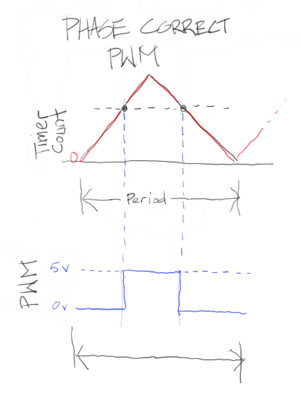 PHASE CORRECT
PWM
Timer
Count
0
Period
PWM
5v
0v